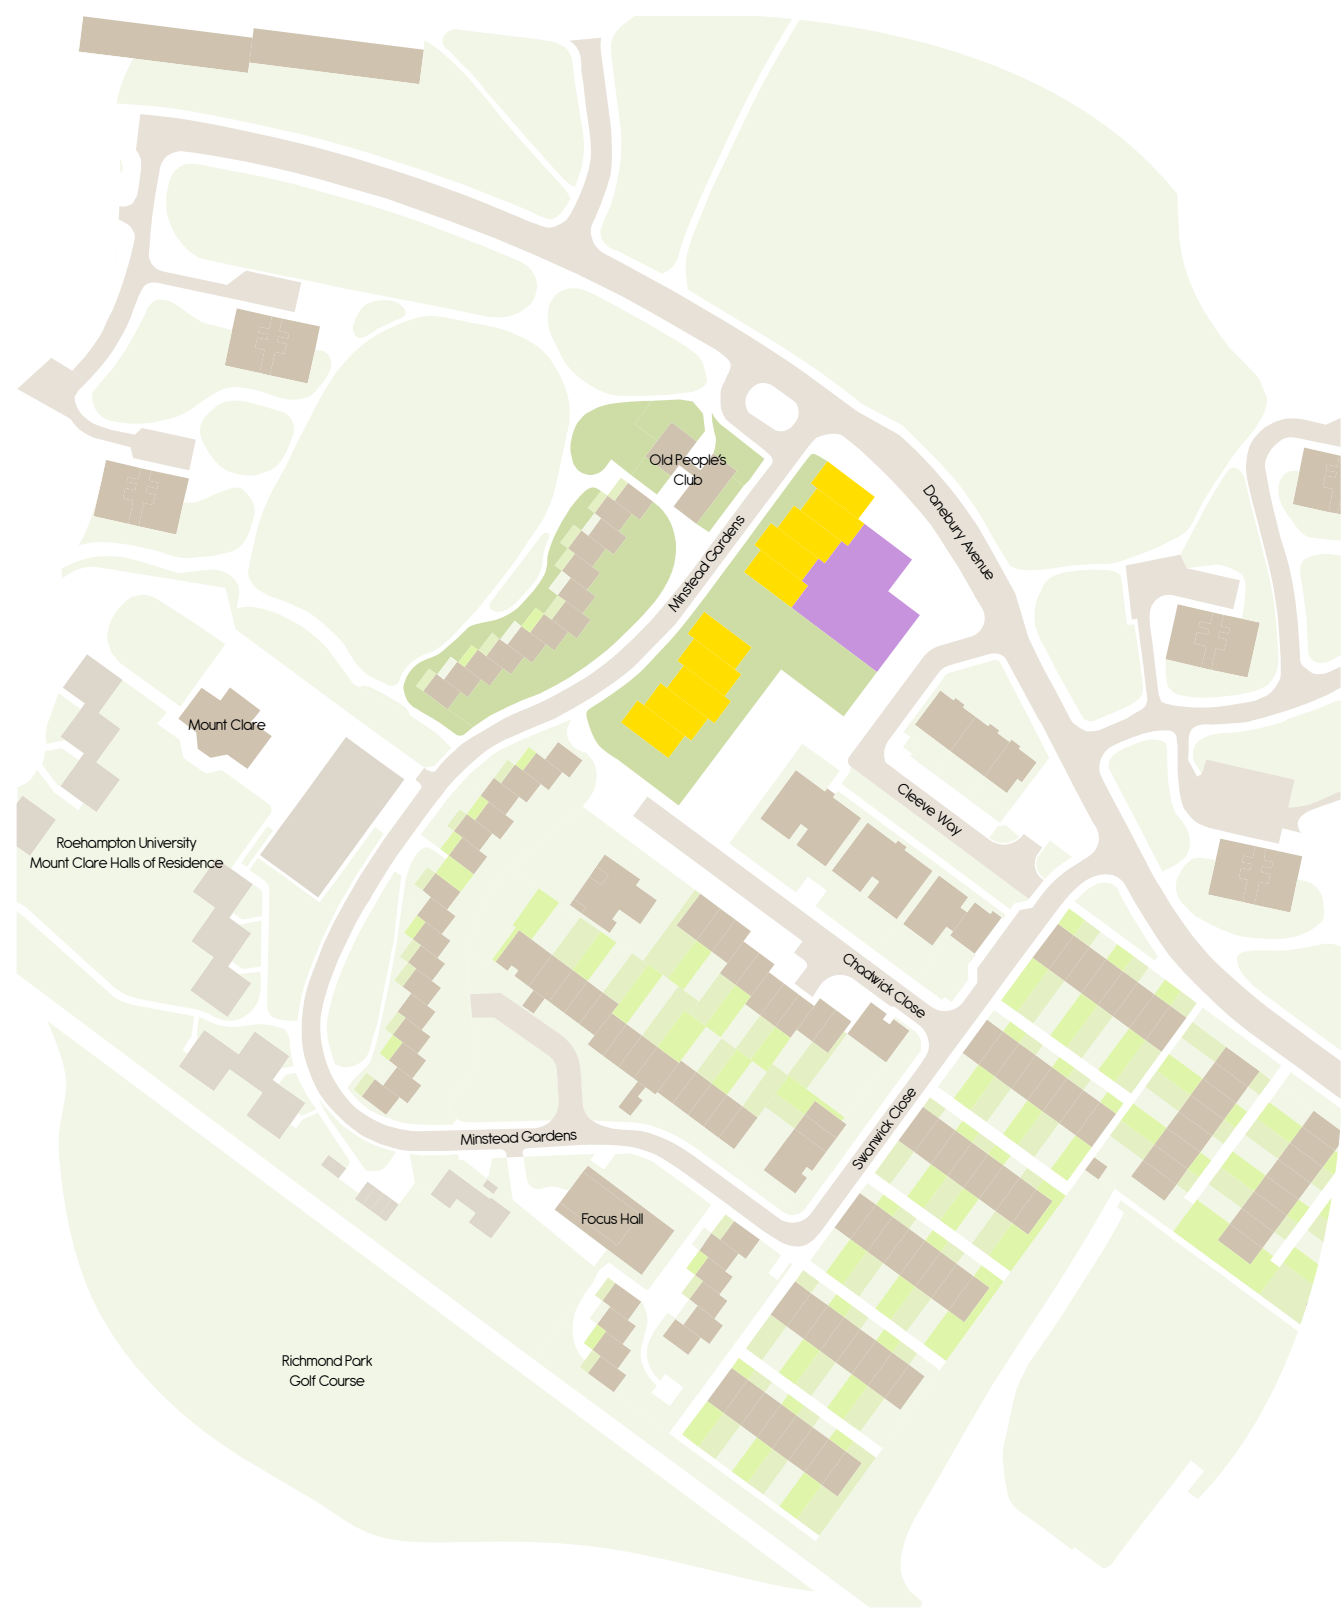 Old People's
Club
Danebury Avenue
Minstead Gardens
Mount Clare
Cleeve Way
Roehampton University
Mount Clare Halls of Residence
Chadwick Close
Swanwick Close
Minstead Gardens
Focus Hall
Richmond Park
Golf Course